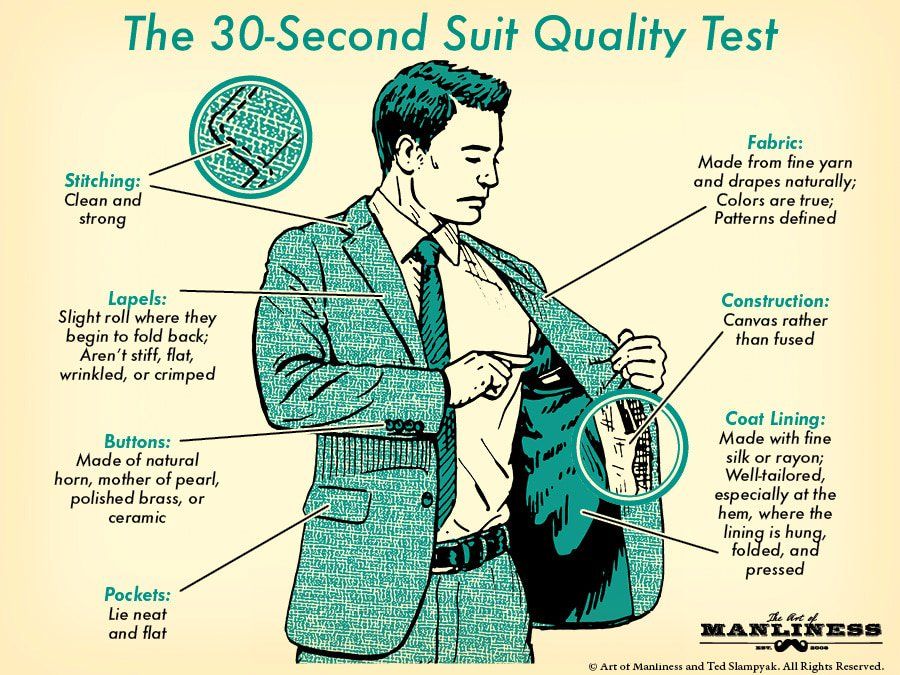 The 30-Second Suit Quality Test
Stitching:
Clean and
strong
Lapels:
Slight roll where they
begin to fold back;
Aren't stiff, flat,
wrinkled, or crimped
Buttons:
Made of natural
horn, mother of pearl,
polished brass, or
ceramic
Pockets:
Lie neat
and flat
Fabric:
Made from fine yarn
and drapes naturally;
Colors are true;
Patterns defined
Construction:
Canvas rather
than fused
Coat Lining:
Made with fine
silk or rayon;
Well-tailored,
especially at the
hem, where the
lining is hung,
folded, and
pressed
The Art of
MANLINESS
EST. 2008
© Art of Manliness and Ted Slampyak. All Rights Reserved.